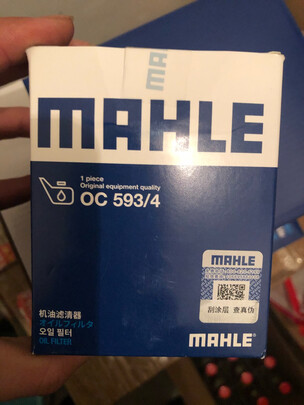 MAHLE
MAHLE
1 piece
Original equipment quality
OC 593/4
MAHLE
刮涂层 查真伪
机油滤清器
オイルフィルタ
오일 필터
OIL FILTER
MAHLE®